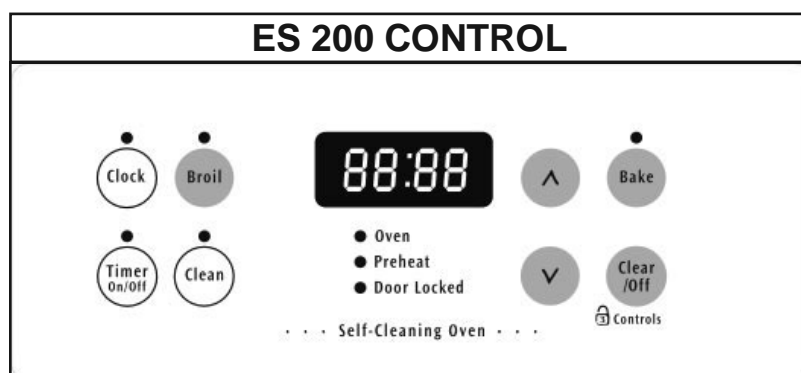 ES 200 CONTROL
Clock
Broil
88:88
Bake
Timer
On/Off
Clean
Oven
Preheat
Door Locked
Clear
/Off
3 Controls
· · · Self-Cleaning Oven · · ·